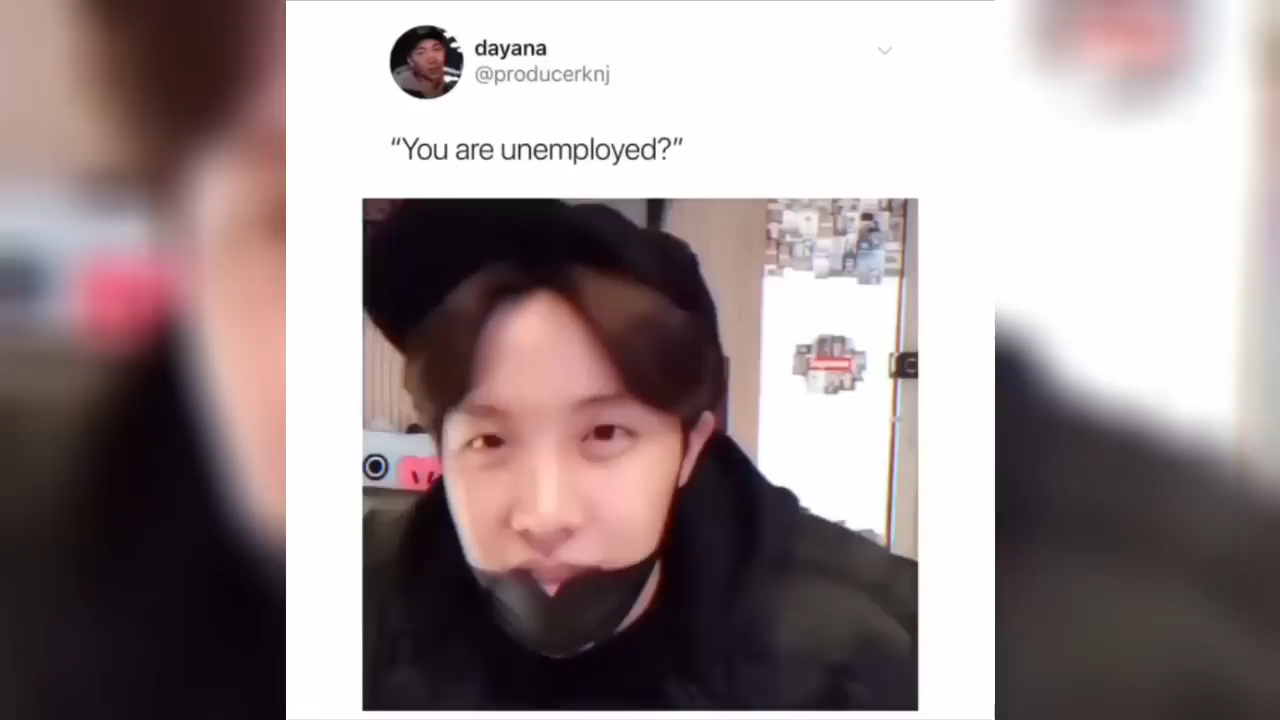 dayana
@producerknj
“You are unemployed?”